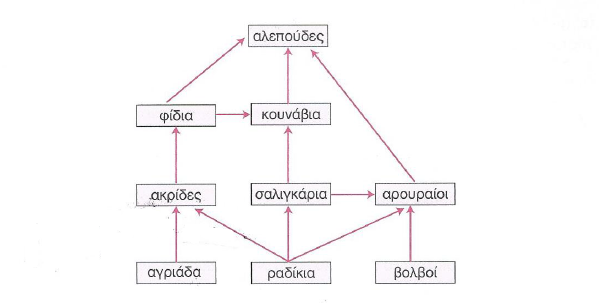 αλεπούδες
φίδια
κουνάβια
ακρίδες
σαλιγκάρια
αρουραίοι
αγριάδα
ραδίκια
βολβοί